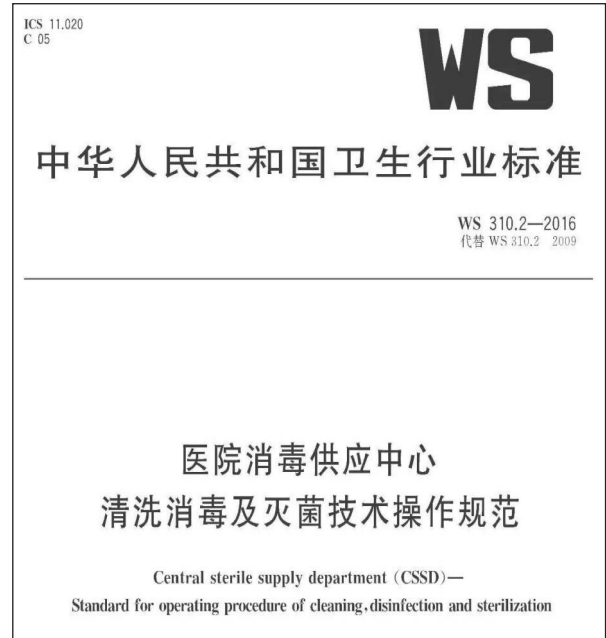 ICS 11.020
C 05
WS
中华人民共和国卫生行业标准
WS 310.2—2016
代替 WS 310.2 2009
医院消毒供应中心
清洗消毒及灭菌技术操作规范
Central sterile supply department (CSSD)—
Standard for operating procedure of cleaning,disinfection and sterilization